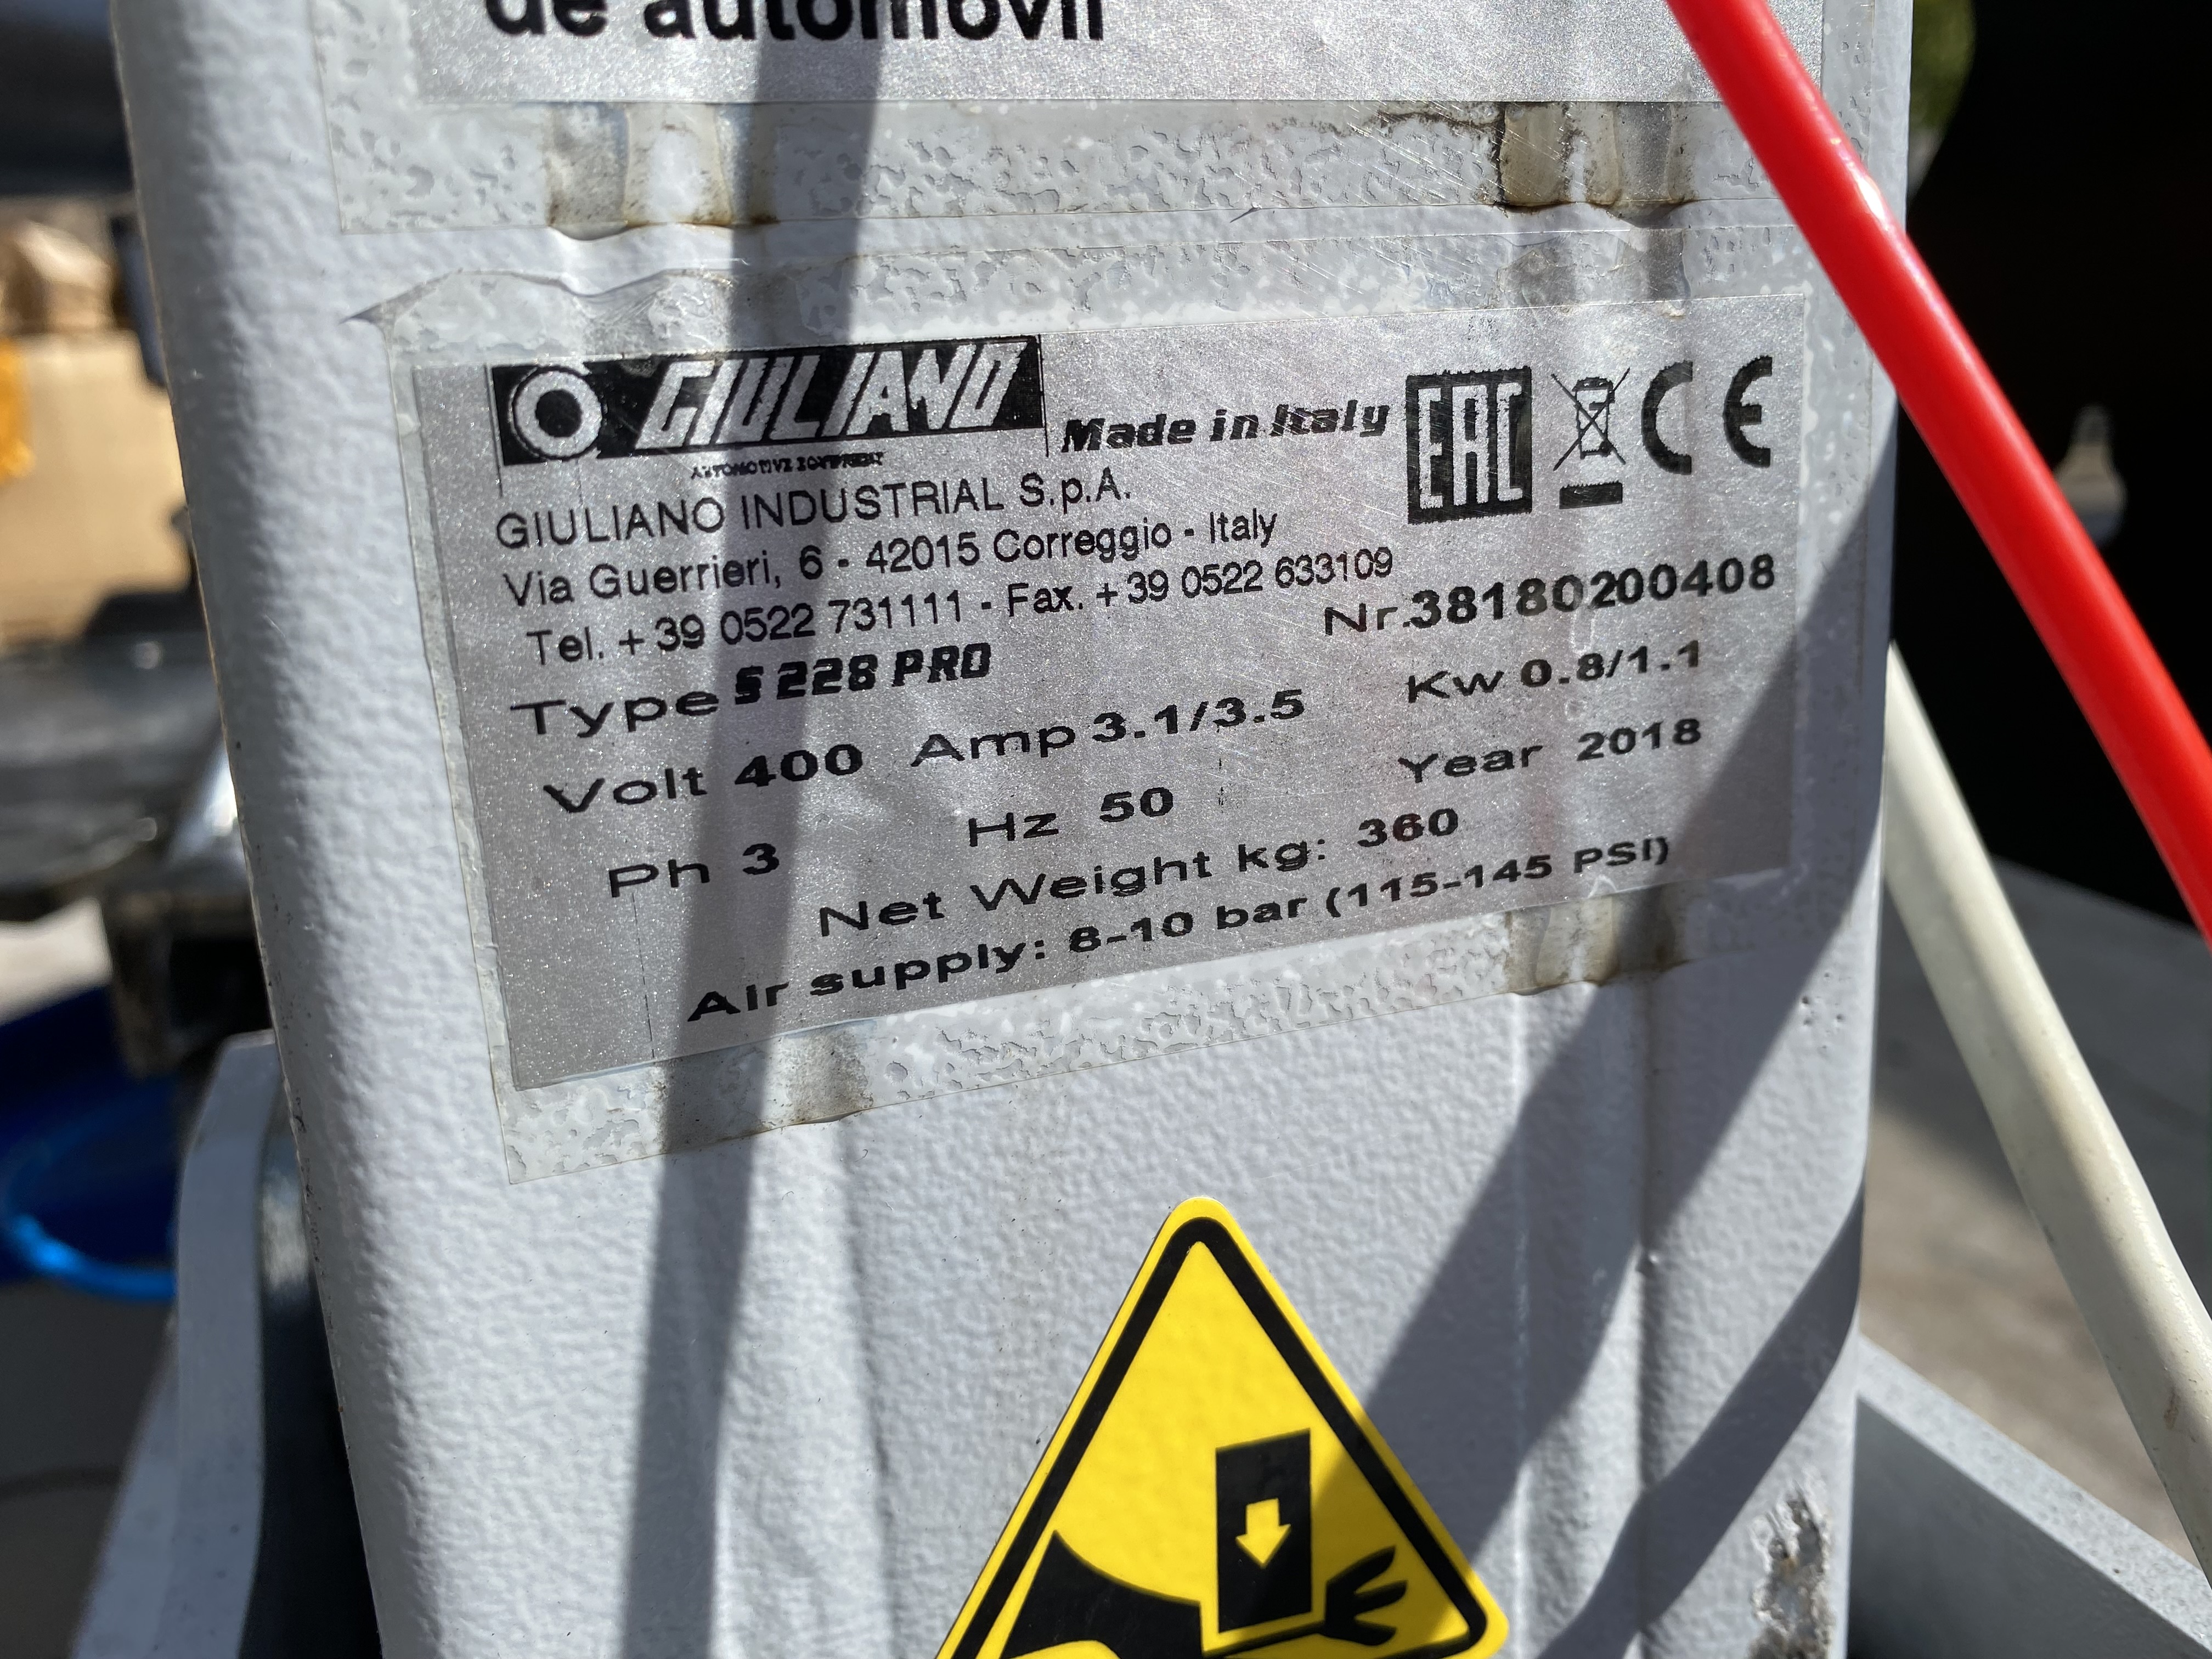 de automóvil
GIULIANO
AUTOMOTIVE EQUIPMENT
Made in Italy
EAC
CE
GIULIANO INDUSTRIAL S.p.A.
Via Guerrieri, 6 - 42015 Correggio - Italy
Tel. +39 0522 731111 - Fax. +39 0522 633109
Nr.38180200408
Type S 228 PRO
Kw 0.8/1.1
Volt 400 Amp 3.1/3.5
Year 2018
Ph 3 Hz 50
Net Weight kg: 360
Air supply: 8-10 bar (115-145 PSI)